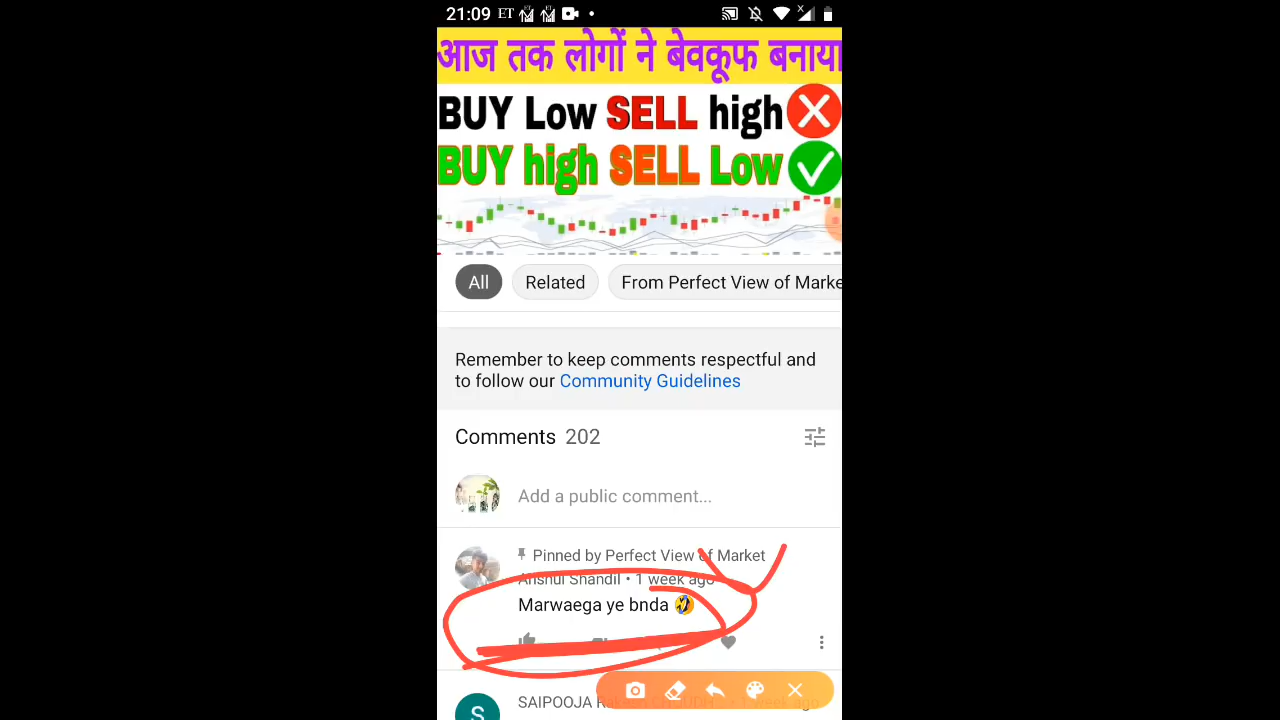 21:09 ET
आज तक लोगों ने बेवकूफ बनाया
BUY Low SELL high
BUY high SELL Low
All Related From Perfect View of Marke
Remember to keep comments respectful and
to follow our Community Guidelines
Comments 202
Add a public comment...
Pinned by Perfect View of Market
Anshul Shandil • 1 week ago
Marwaega ye bnda 🤣
S SAIPOOJA